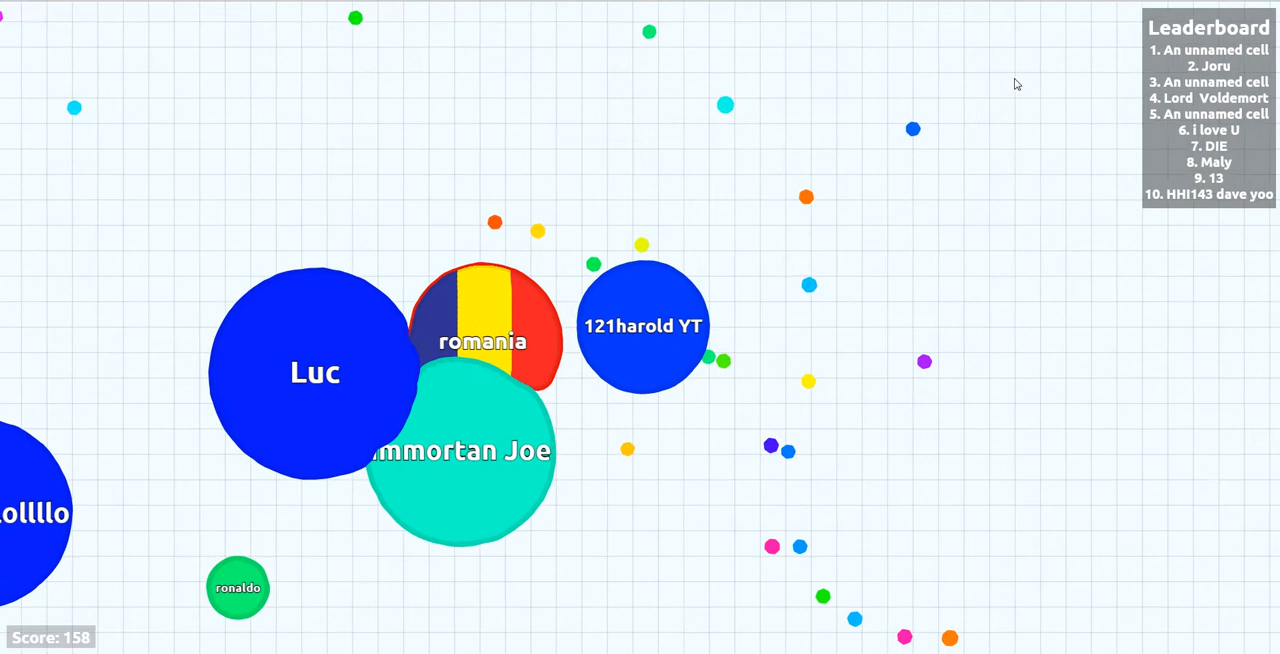 Leaderboard
1. An unnamed cell
2. Joru
3. An unnamed cell
4. Lord  Voldemort
5. An unnamed cell
6. i love U
7. DIE
8. Maly
9. 13
10. HHI143 dave yoo
121harold YT
romania
Luc
mmortan Joe
ollllo
ronaldo
Score: 158